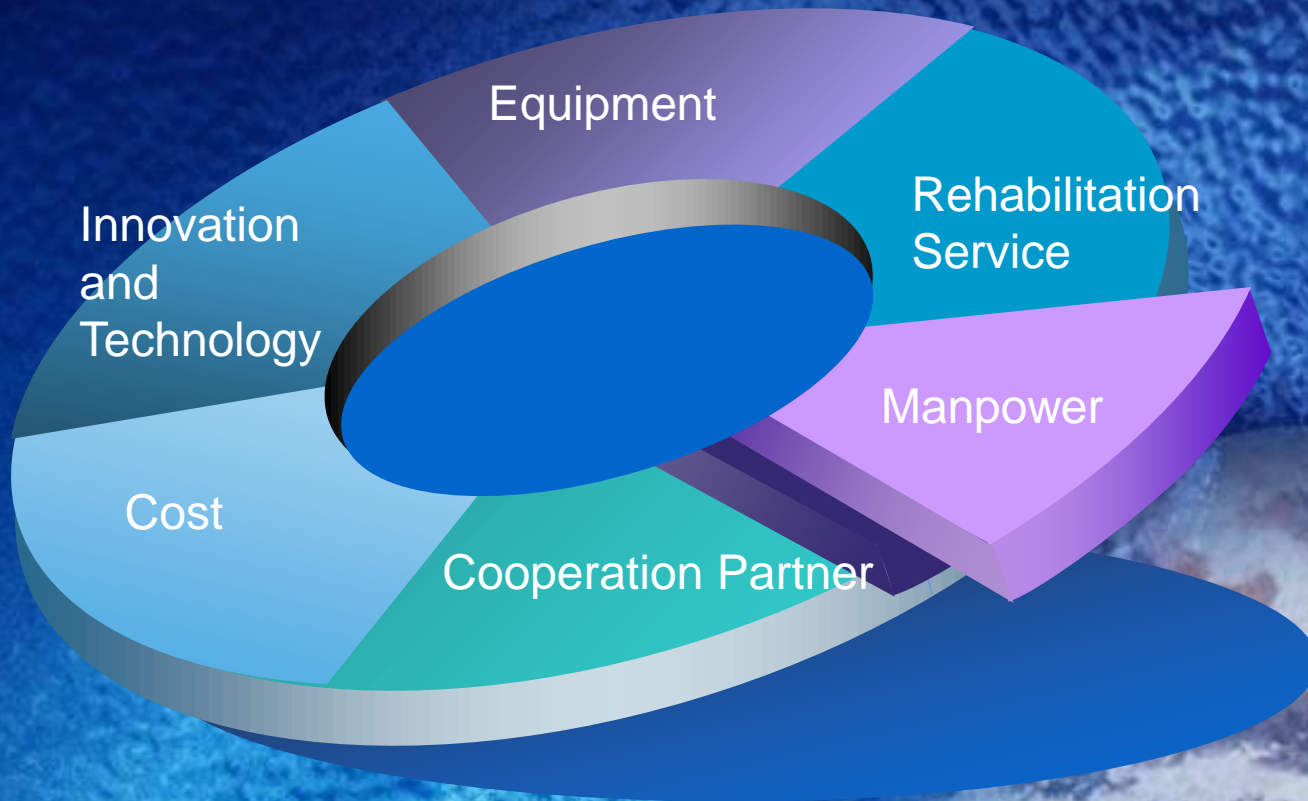 Equipment
Rehabilitation
Service
Innovation
and
Technology
Manpower
Cost
Cooperation Partner